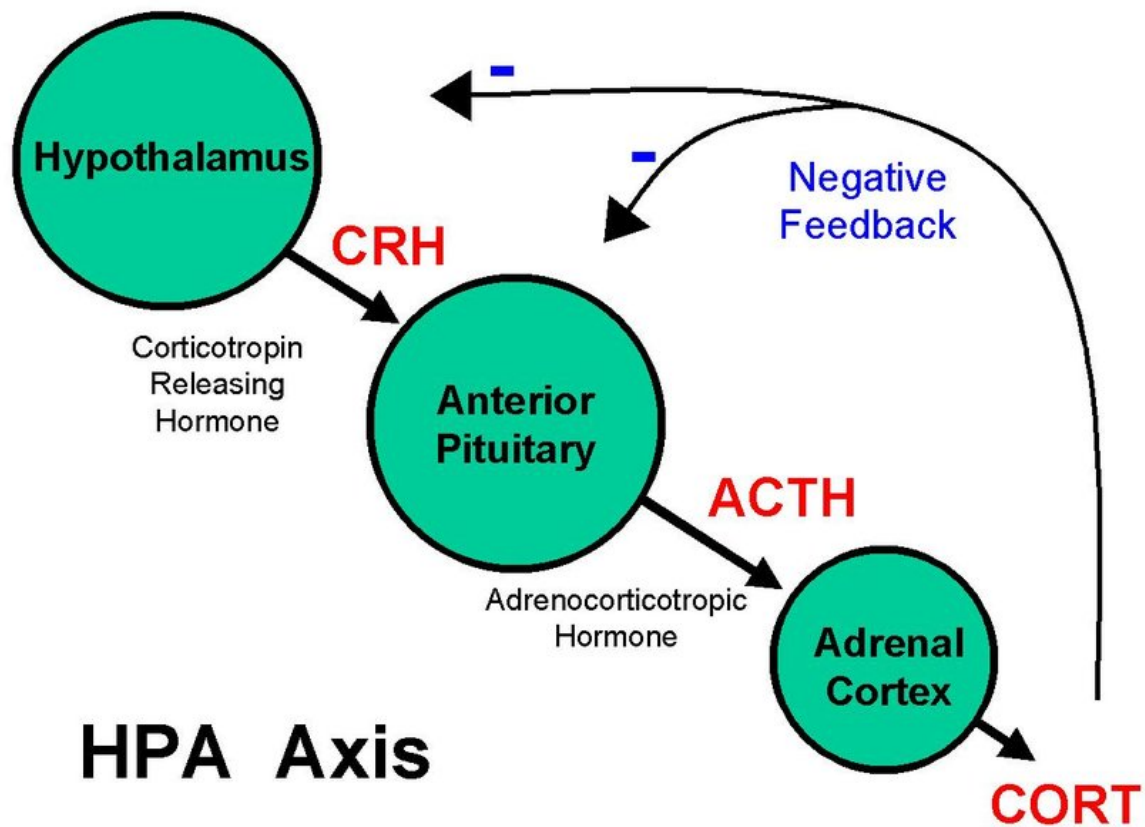 -
Hypothalamus
-
Negative
Feedback
CRH
Corticotropin
Releasing
Hormone
Anterior
Pituitary
ACTH
Adrenocorticotropic
Hormone
Adrenal
Cortex
HPA Axis
CORT